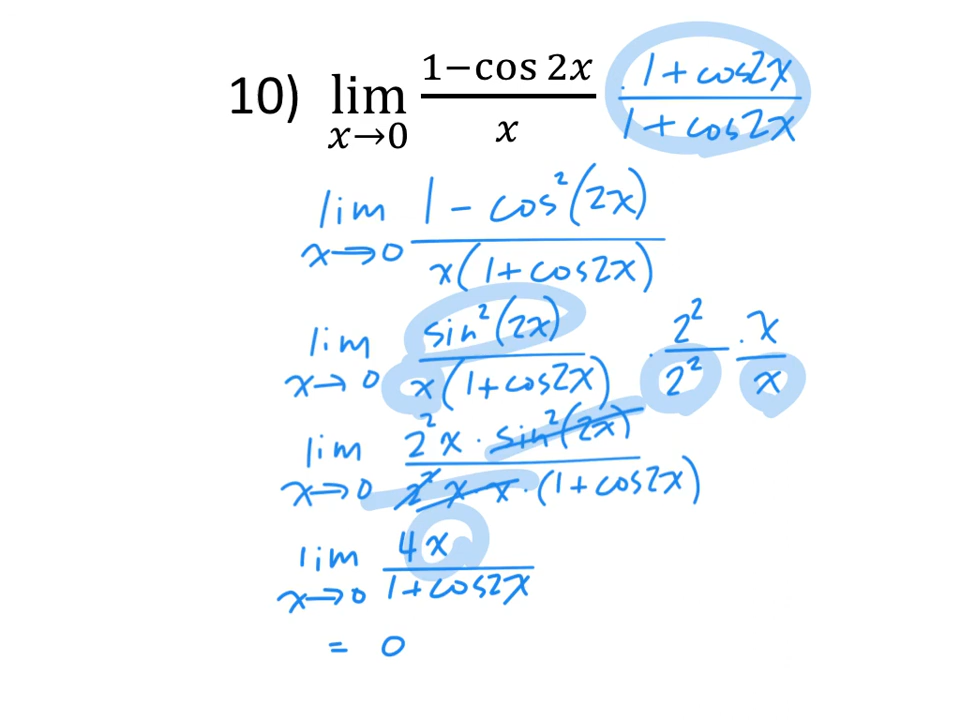 10) lim x→0 (1−cos 2x)/x · (1 + cos2x)/(1 + cos2x)
lim x→0 (1 − cos²(2x))/(x(1 + cos2x))
lim x→0 (sin²(2x))/(x(1 + cos2x)) · 2²/2² · x/x
lim x→0 (2²x · sin²(2x))/(2² x · x · (1 + cos2x))
lim x→0 4x/(1 + cos2x)
= 0